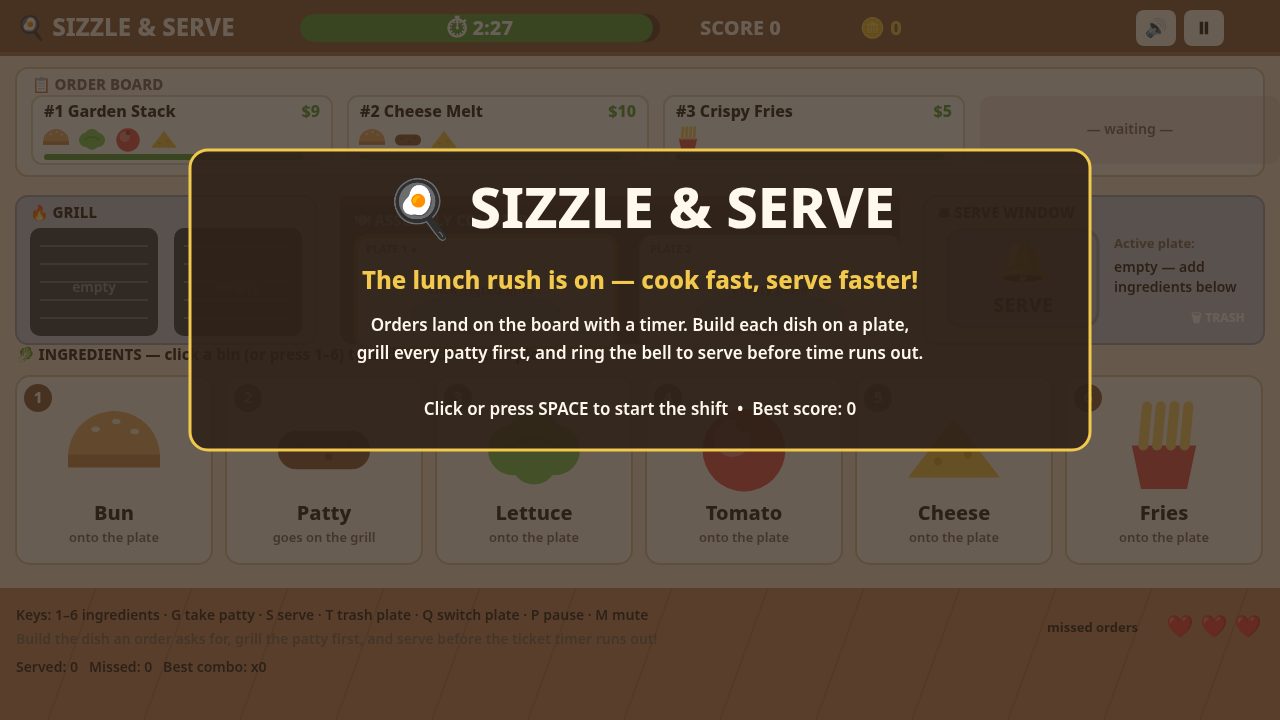 SIZZLE & SERVE
2:27
SCORE 0
0
ORDER BOARD
#1 Garden Stack $9
#2 Cheese Melt $10
#3 Crispy Fries $5
— waiting —
SIZZLE & SERVE
The lunch rush is on — cook fast, serve faster!
Orders land on the board with a timer. Build each dish on a plate,
grill every patty first, and ring the bell to serve before time runs out.
Click or press SPACE to start the shift • Best score: 0
GRILL
empty
PLATE 1
PLATE 2
SERVE WINDOW
SERVE
Active plate:
empty — add
ingredients below
TRASH
INGREDIENTS — click a bin (or press 1–6)
1
2
5
Bun
onto the plate
Patty
goes on the grill
Lettuce
onto the plate
Tomato
onto the plate
Cheese
onto the plate
Fries
onto the plate
Keys: 1–6 ingredients · G take patty · S serve · T trash plate · Q switch plate · P pause · M mute
Build the dish an order asks for, grill the patty first, and serve before the ticket timer runs out!
Served: 0 Missed: 0 Best combo: x0
missed orders